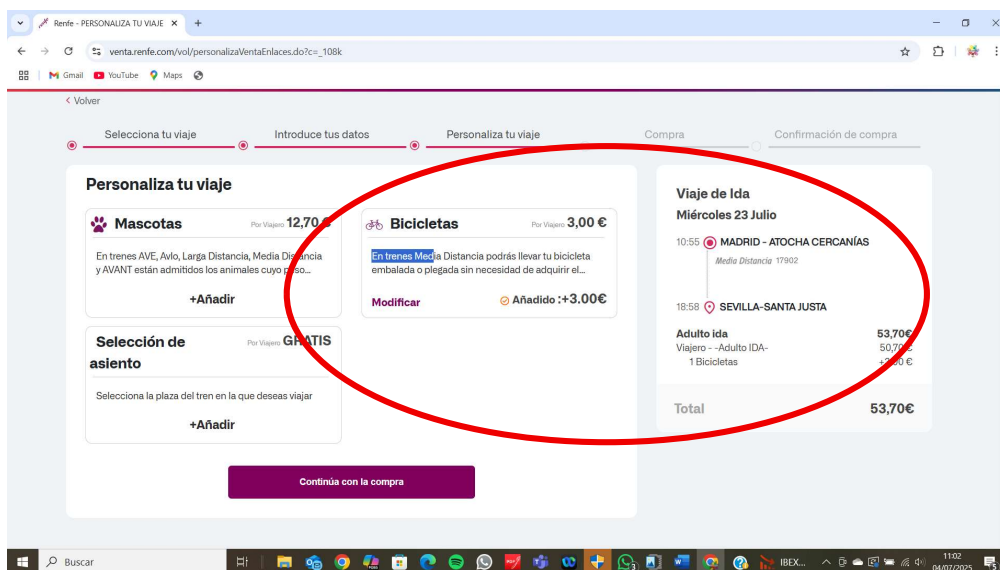 Renfe - PERSONALIZA TU VIAJE
venta.renfe.com/vol/personalizaVentaEnlaces.do?c=_108k
Gmail YouTube Maps
Volver
Selecciona tu viaje Introduce tus datos Personaliza tu viaje Compra Confirmación de compra
Personaliza tu viaje
Mascotas Por Viajero 12,70 €
En trenes AVE, Avlo, Larga Distancia, Media Distancia
y AVANT están admitidos los animales cuyo peso...
+Añadir
Bicicletas Por Viajero 3,00 €
En trenes Media Distancia podrás llevar tu bicicleta
embalada o plegada sin necesidad de adquirir el...
Modificar Añadido :+3.00€
Selección de
asiento
Por Viajero GRATIS
Selecciona la plaza del tren en la que deseas viajar
+Añadir
Continúa con la compra
Viaje de Ida
Miércoles 23 Julio
10:55 MADRID - ATOCHA CERCANÍAS
Media Distancia 17902
18:58 SEVILLA-SANTA JUSTA
Adulto ida 53,70€
Viajero - -Adulto IDA- 50,70 €
1 Bicicletas +3,00 €
Total 53,70€
Buscar
IBEX...
11:02
04/07/2025